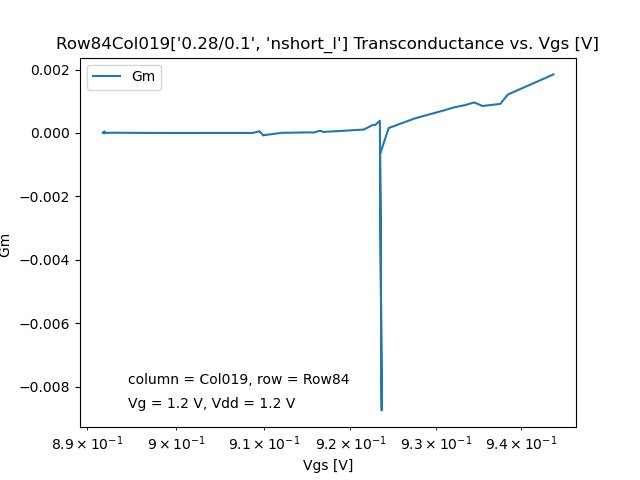 Row84Col019['0.28/0.1', 'nshort_l'] Transconductance vs. Vgs [V]
Gm
0.002
0.000
−0.002
−0.004
−0.006
−0.008
Gm
column = Col019, row = Row84
Vg = 1.2 V, Vdd = 1.2 V
8.9 × 10⁻¹ 9 × 10⁻¹ 9.1 × 10⁻¹ 9.2 × 10⁻¹ 9.3 × 10⁻¹ 9.4 × 10⁻¹
Vgs [V]